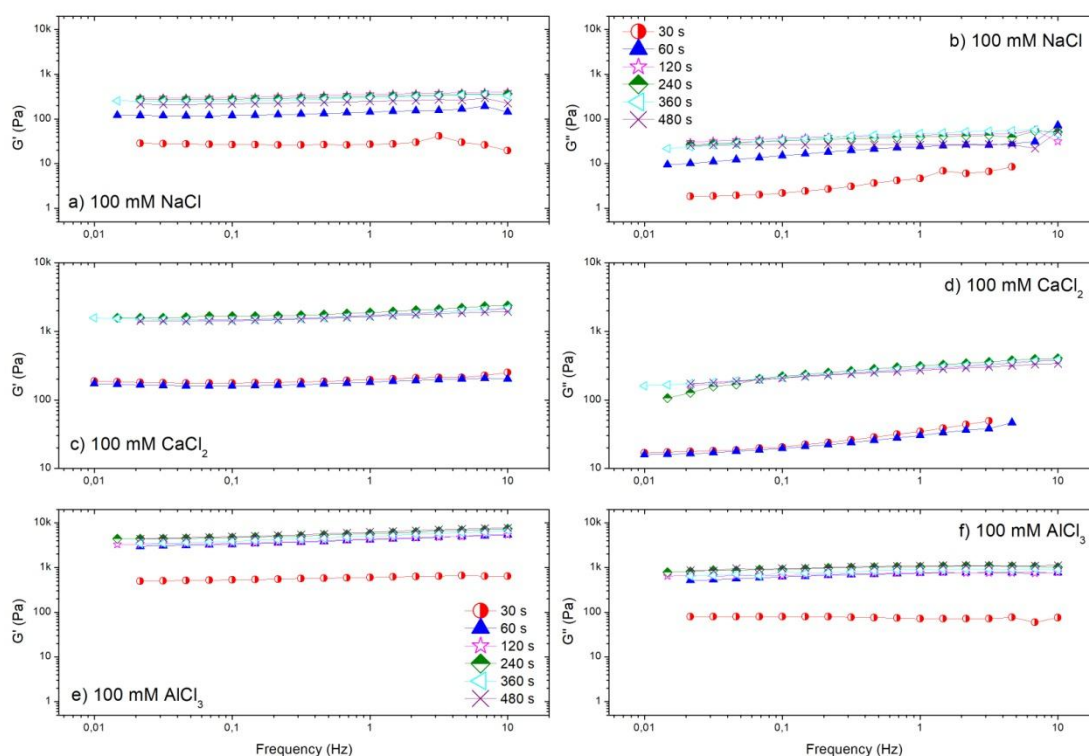 10k
1k
100
10
1
G' (Pa)
a) 100 mM NaCl
0,01 0,1 1 10
10k
1k
100
10
1
G'' (Pa)
30 s
60 s
120 s
240 s
360 s
480 s
b) 100 mM NaCl
0,01 0,1 1 10
10k
1k
100
10
G' (Pa)
c) 100 mM CaCl2
0,01 0,1 1 10
10k
1k
100
10
G'' (Pa)
d) 100 mM CaCl2
0,01 0,1 1 10
10k
1k
100
10
1
G' (Pa)
30 s
60 s
120 s
240 s
360 s
480 s
e) 100 mM AlCl3
0,01 0,1 1 10
Frequency (Hz)
10k
1k
100
10
1
G'' (Pa)
f) 100 mM AlCl3
0,01 0,1 1 10
Frequency (Hz)